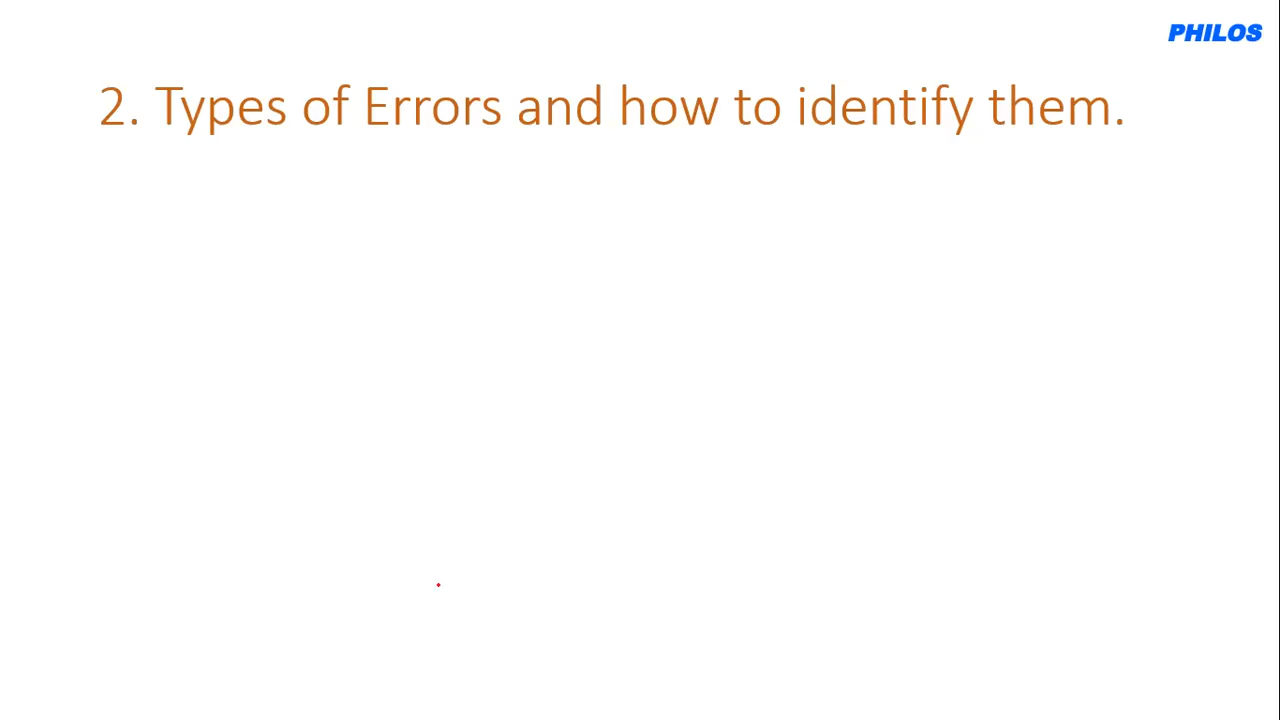 PHILOS
2. Types of Errors and how to identify them.